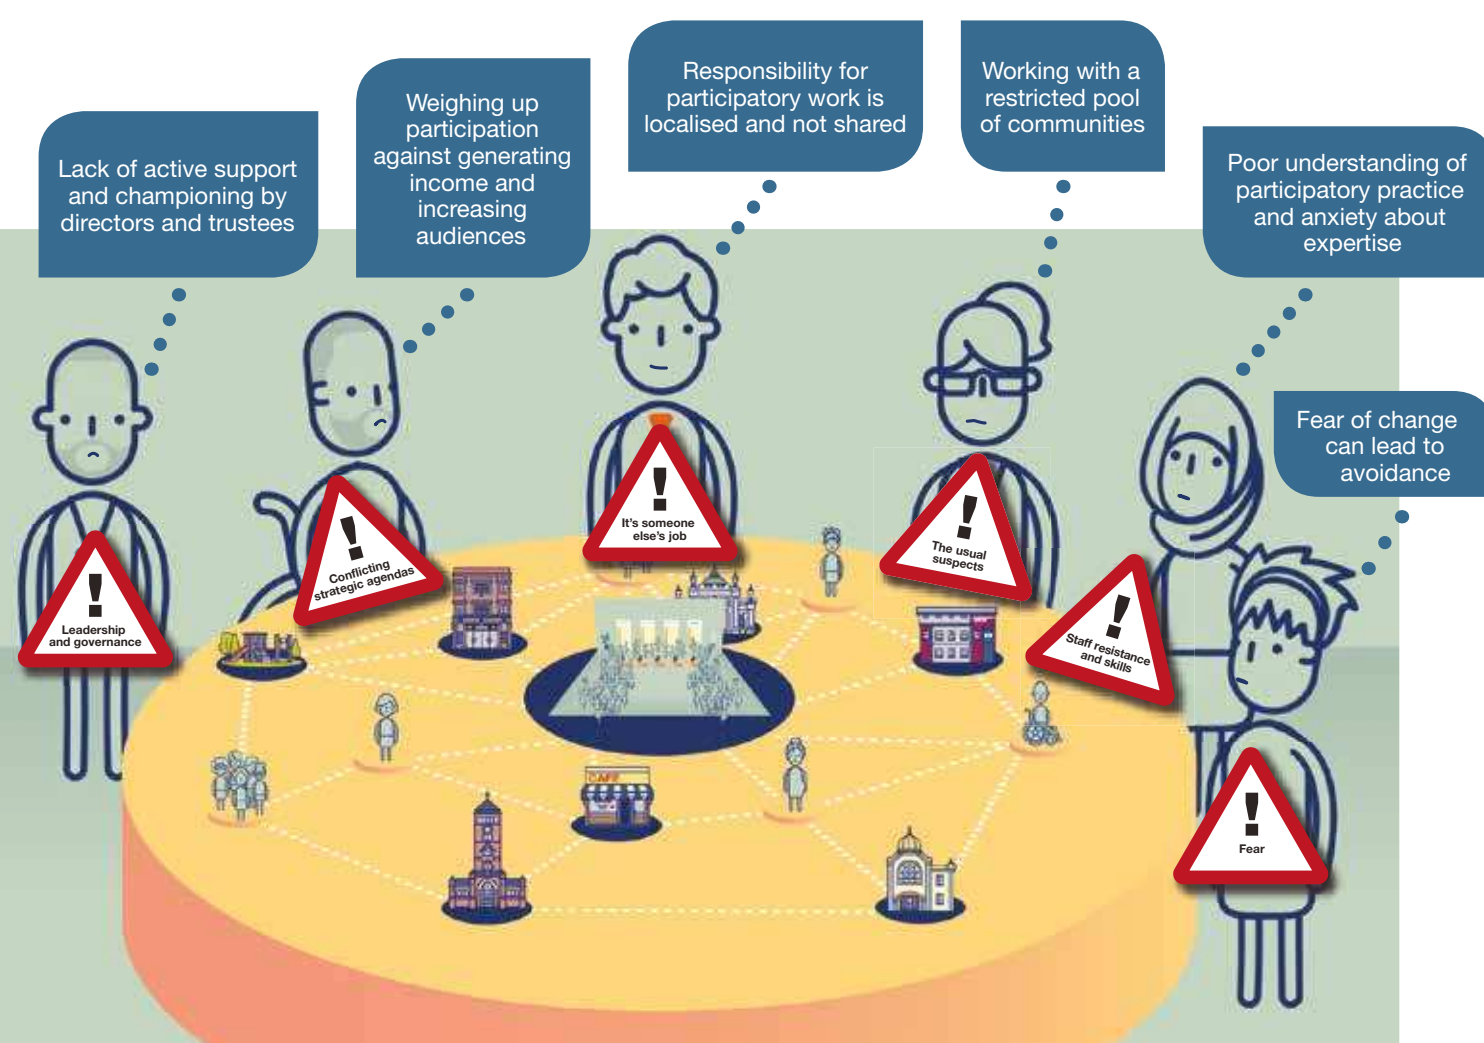 Lack of active support
and championing by
directors and trustees
Weighing up
participation
against generating
income and
increasing
audiences
Responsibility for
participatory work is
localised and not shared
Working with a
restricted pool
of communities
Poor understanding of
participatory practice
and anxiety about
expertise
Fear of change
can lead to
avoidance
!
Leadership
and governance
!
Conflicting
strategic agendas
!
It's someone
else's job
!
The usual
suspects
!
Staff resistance
and skills
!
Fear
CAFE